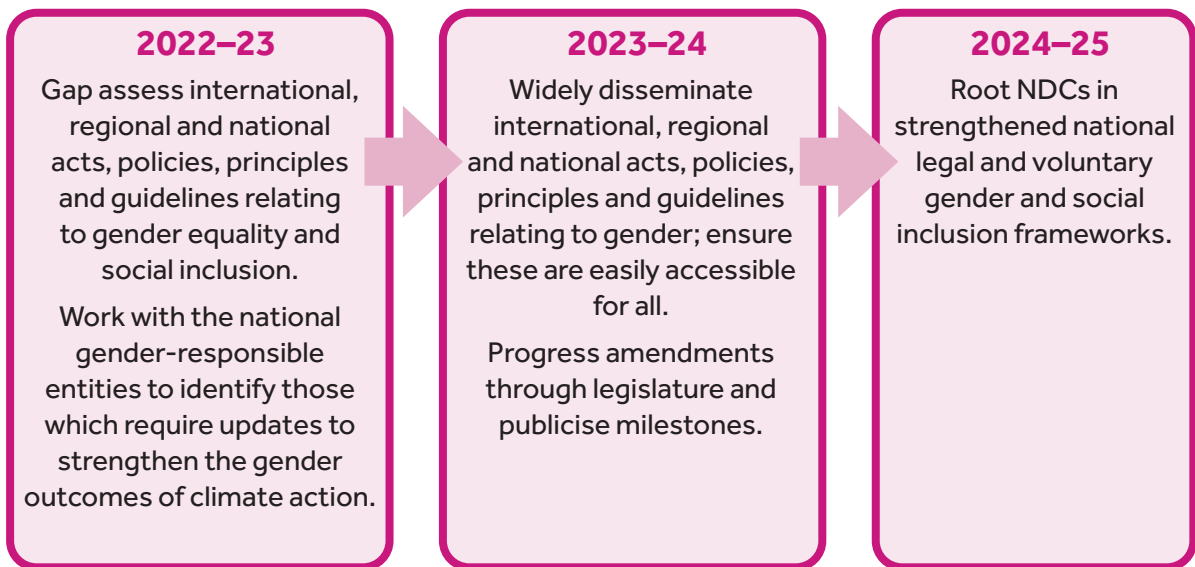 2022–23
Gap assess international,
regional and national
acts, policies, principles
and guidelines relating
to gender equality and
social inclusion.
Work with the national
gender-responsible
entities to identify those
which require updates to
strengthen the gender
outcomes of climate action.
2023–24
Widely disseminate
international, regional
and national acts, policies,
principles and guidelines
relating to gender; ensure
these are easily accessible
for all.
Progress amendments
through legislature and
publicise milestones.
2024–25
Root NDCs in
strengthened national
legal and voluntary
gender and social
inclusion frameworks.